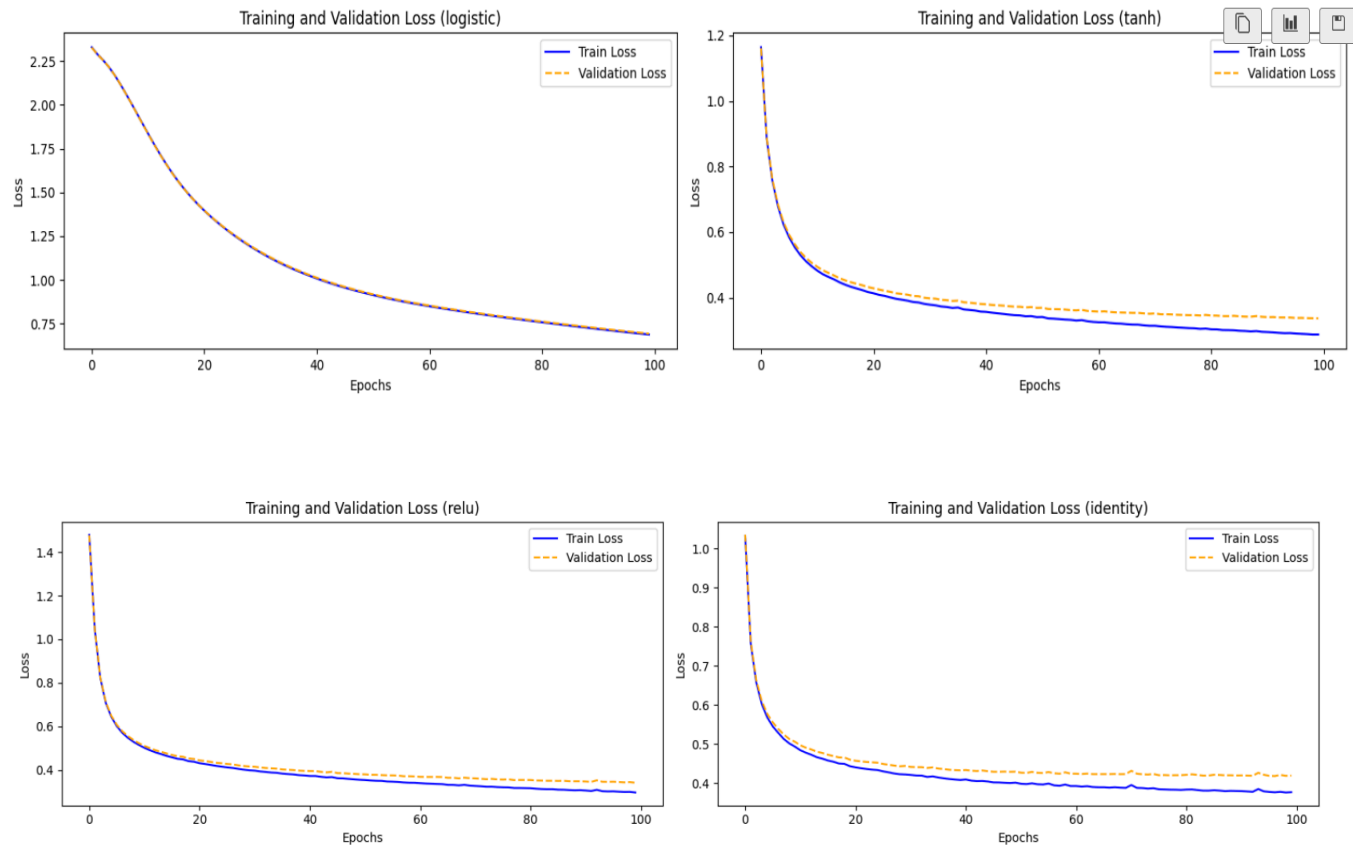 Training and Validation Loss (logistic)
Train Loss
Validation Loss
2.25
2.00
1.75
1.50
1.25
1.00
0.75
Loss
0
20
40
60
80
100
Epochs
Training and Validation Loss (tanh)
Train Loss
Validation Loss
1.2
1.0
0.8
0.6
0.4
Loss
0
20
40
60
80
100
Epochs
Training and Validation Loss (relu)
Train Loss
Validation Loss
1.4
1.2
1.0
0.8
0.6
0.4
Loss
0
20
40
60
80
100
Epochs
Training and Validation Loss (identity)
Train Loss
Validation Loss
1.0
0.9
0.8
0.7
0.6
0.5
0.4
Loss
0
20
40
60
80
100
Epochs